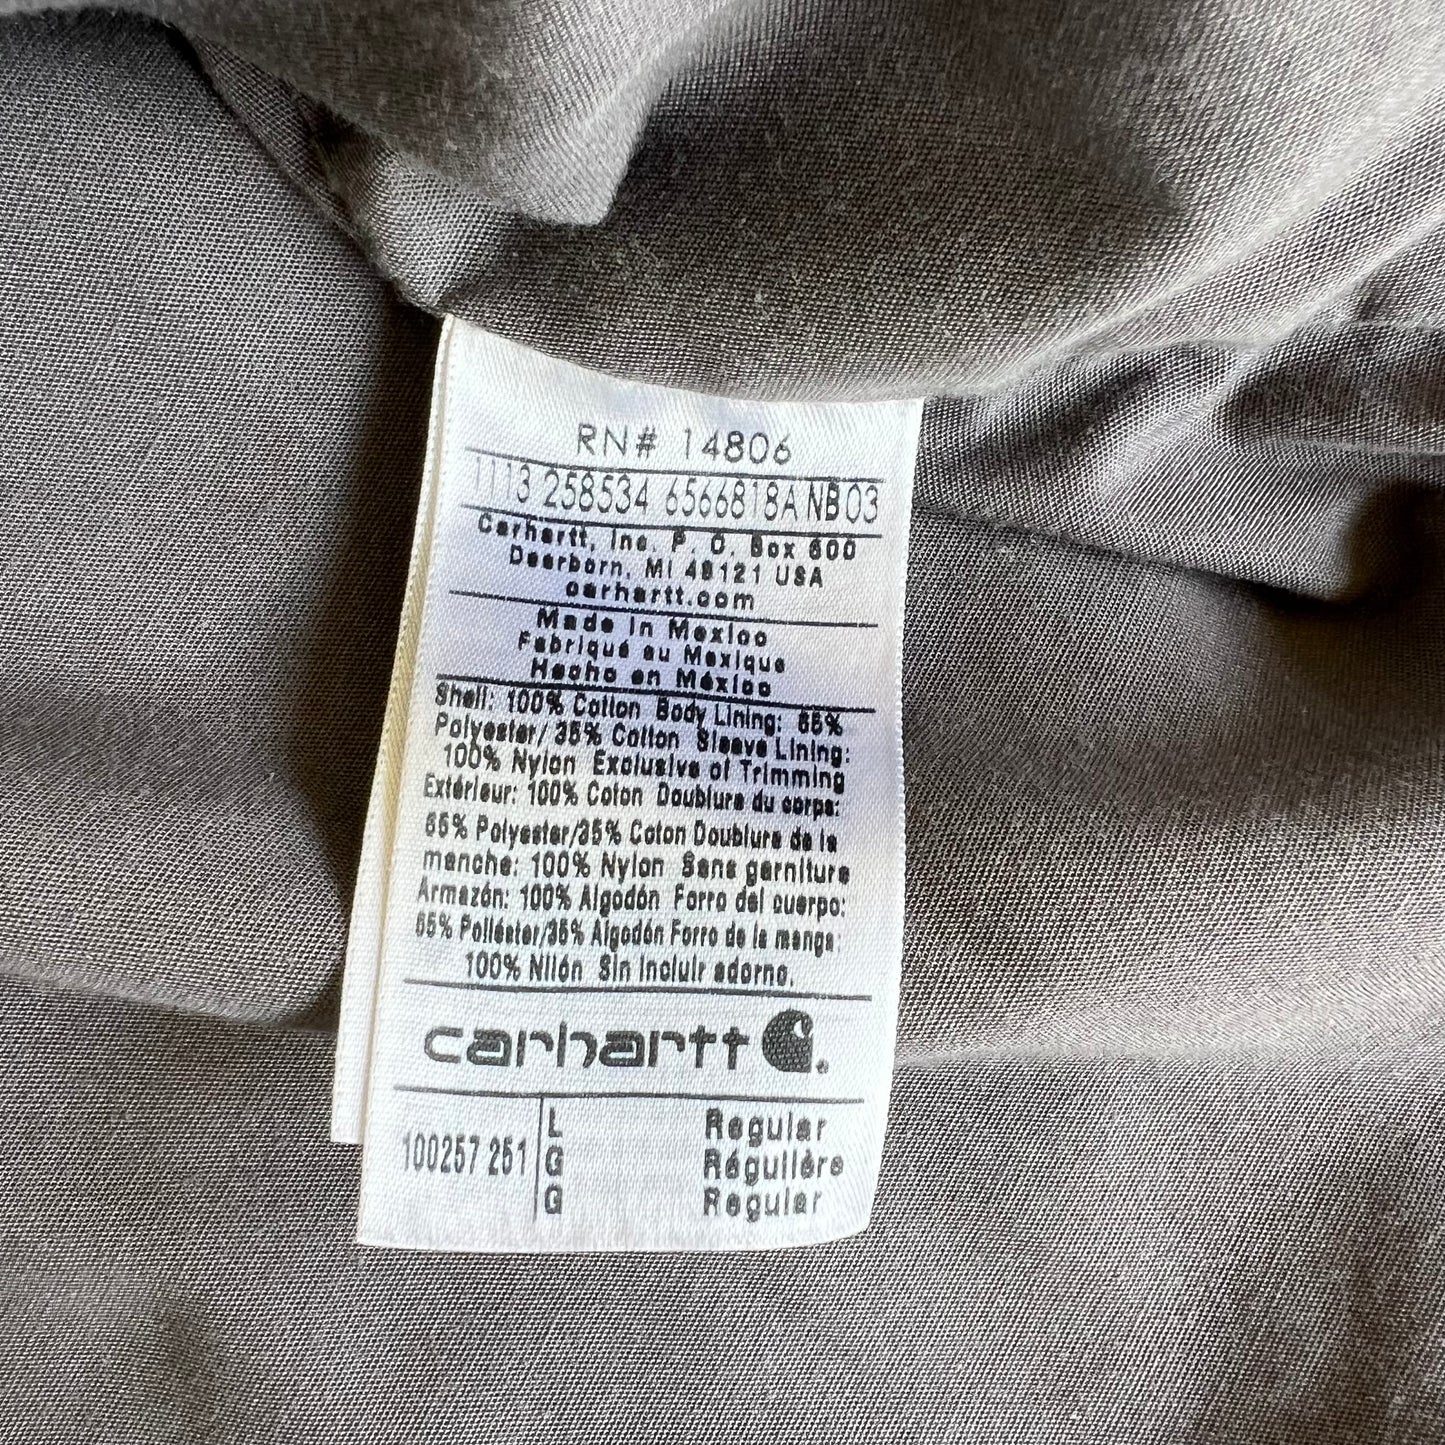 RN# 14806
1113 258534 6566818A NB 03
Carhartt, Inc. P. O. Box 600
Dearborn, MI 48121 USA
carhartt.com
Made in Mexico
Fabriqué au Mexique
Hecho en México
Shell: 100% Cotton Body Lining: 65%
Polyester/ 35% Cotton Sleeve Lining:
100% Nylon Exclusive of Trimming
Extérieur: 100% Coton Doublure du corps:
65% Polyester/35% Coton Doublure de la
manche: 100% Nylon Sans garniture
Armazón: 100% Algodón Forro del cuerpo:
65% Poliéster/35% Algodón Forro de la manga:
100% Nilón Sin incluir adorno.
carhartt
100257 251
L Regular
G Régulière
G Regular